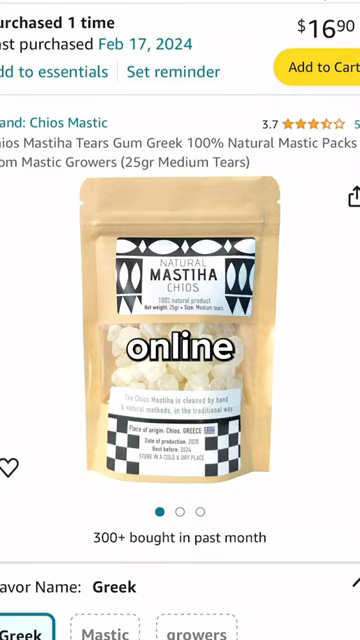 urchased 1 time
ast purchased Feb 17, 2024
dd to essentials
Set reminder
$1690
Add to Cart
and: Chios Mastic
3.7
5
ios Mastiha Tears Gum Greek 100% Natural Mastic Packs
om Mastic Growers (25gr Medium Tears)
NATURAL
MASTIHA
CHIOS
100% natural product
Net weight: 25gr • Size: Medium tears
online
The Chios Mastiha is cleaned by hand
& natural methods, in the traditional way
Place of origin: Chios, GREECE
Date of production: 2020
Best before: 2024
STORE IN A COLD & DRY PLACE
300+ bought in past month
avor Name: Greek
Greek
Mastic
growers